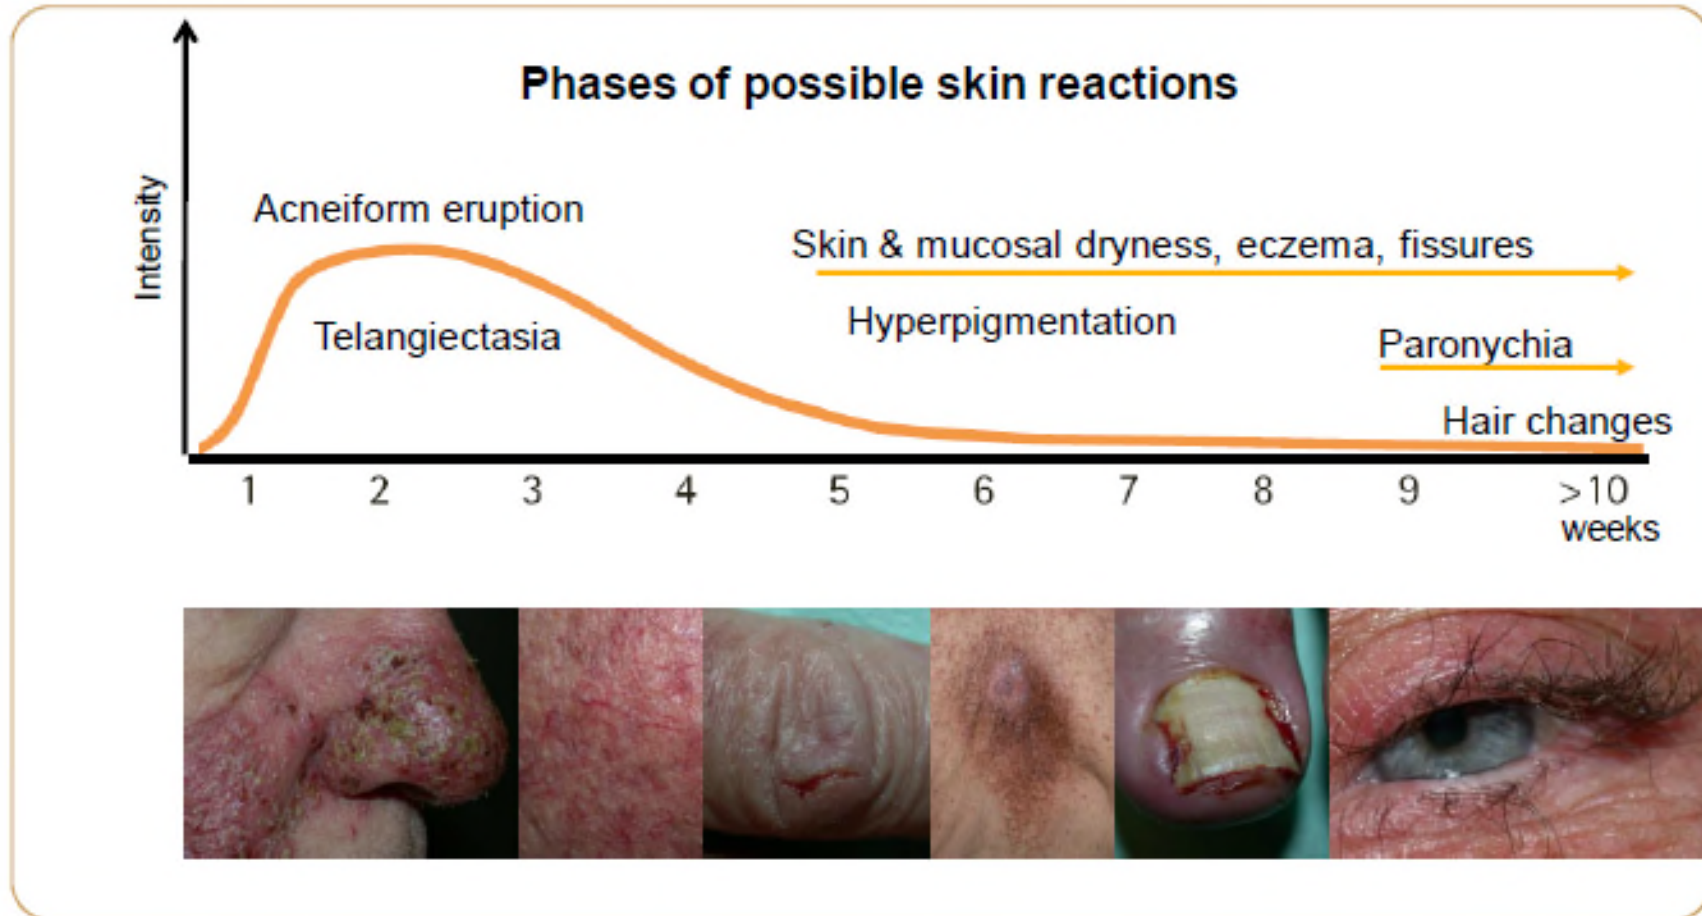 Phases of possible skin reactions
Intensity
Acneiform eruption
Skin & mucosal dryness, eczema, fissures
Telangiectasia
Hyperpigmentation
Paronychia
Hair changes
1 2 3 4 5 6 7 8 9 >10
weeks